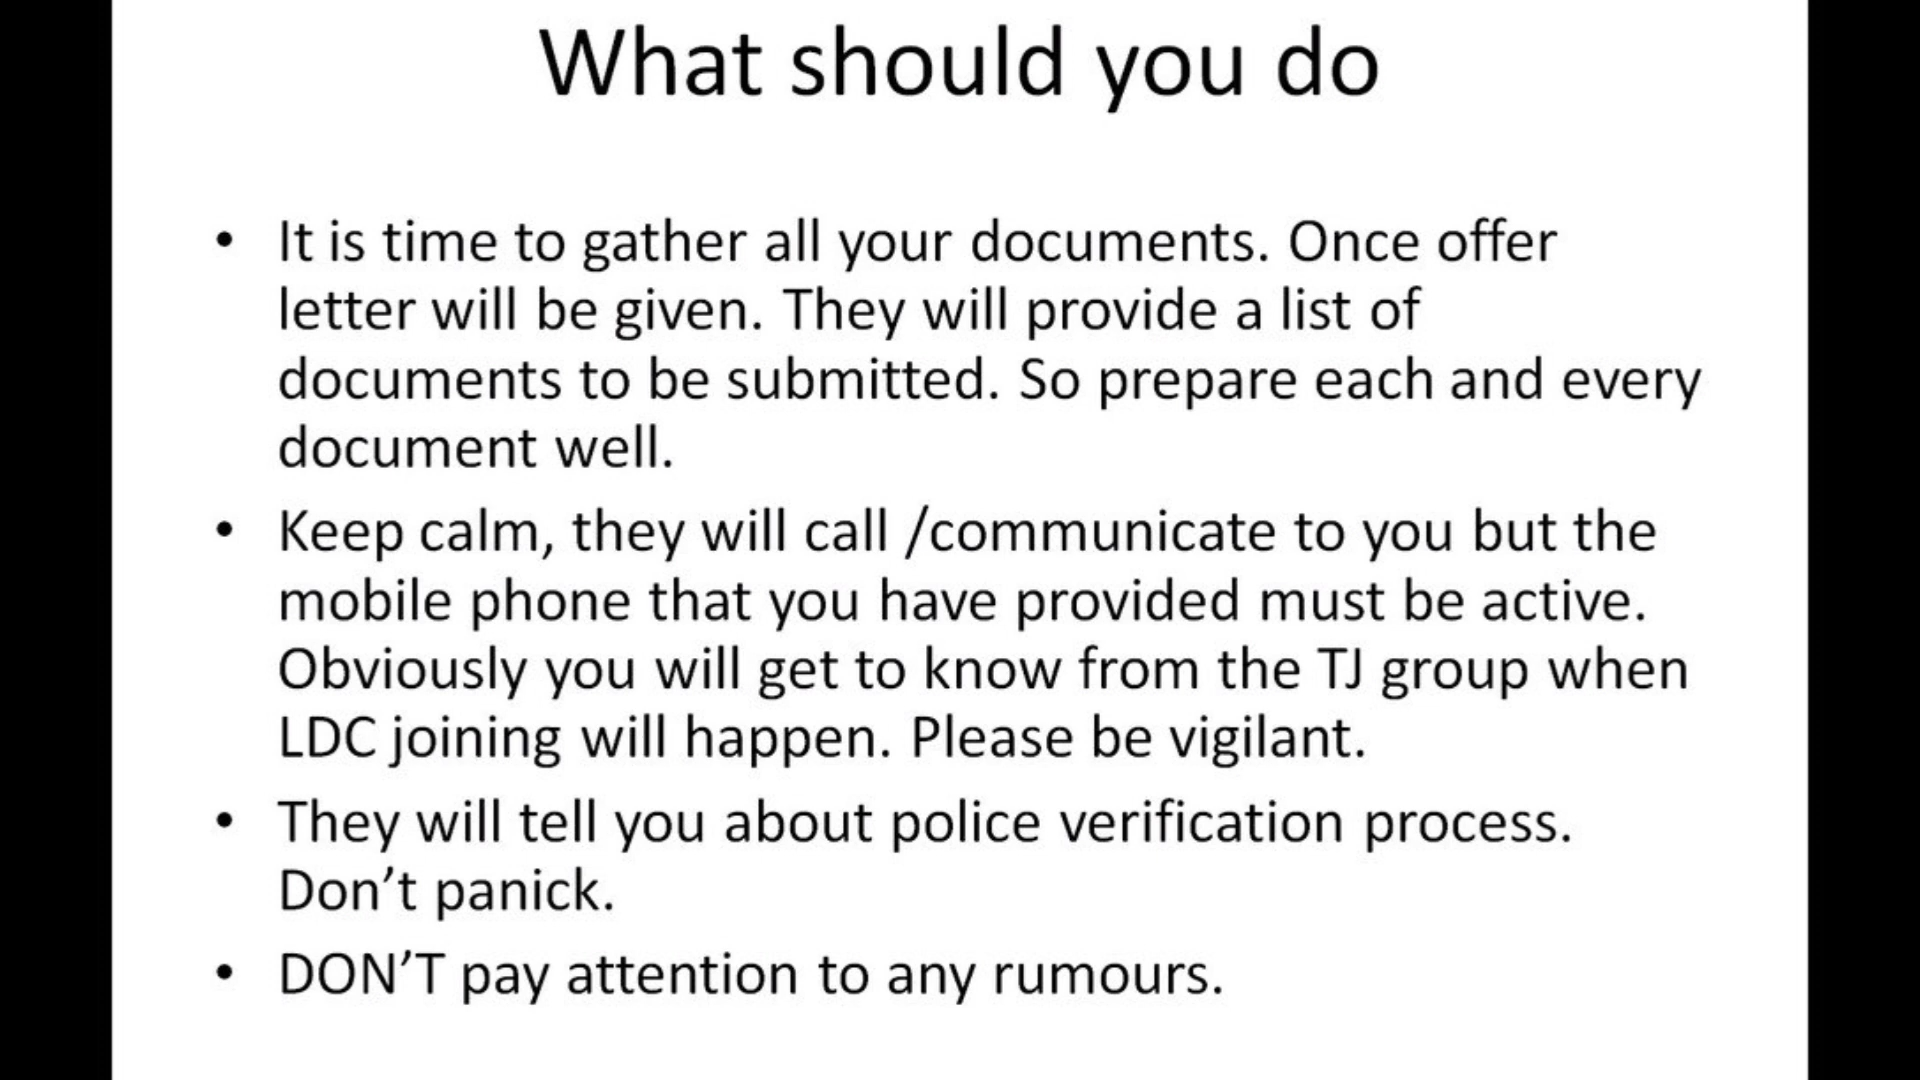 What should you do
• It is time to gather all your documents. Once offer
letter will be given. They will provide a list of
documents to be submitted. So prepare each and every
document well.
• Keep calm, they will call /communicate to you but the
mobile phone that you have provided must be active.
Obviously you will get to know from the TJ group when
LDC joining will happen. Please be vigilant.
• They will tell you about police verification process.
Don’t panick.
• DON’T pay attention to any rumours.